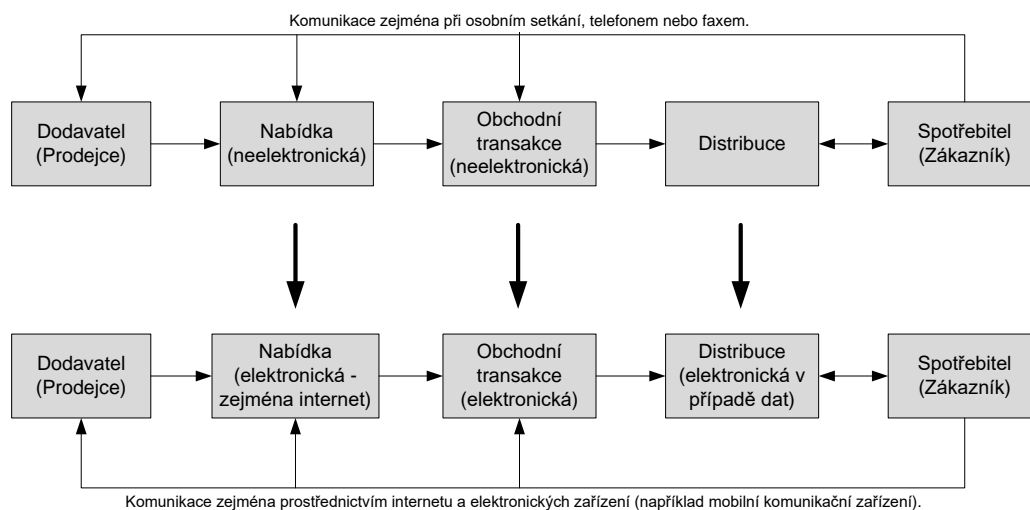 Komunikace zejména při osobním setkání, telefonem nebo faxem.
Dodavatel
(Prodejce)
Nabídka
(neelektronická)
Obchodní
transakce
(neelektronická)
Distribuce
Spotřebitel
(Zákazník)
Dodavatel
(Prodejce)
Nabídka
(elektronická -
zejména internet)
Obchodní
transakce
(elektronická)
Distribuce
(elektronická v
případě dat)
Spotřebitel
(Zákazník)
Komunikace zejména prostřednictvím internetu a elektronických zařízení (například mobilní komunikační zařízení).